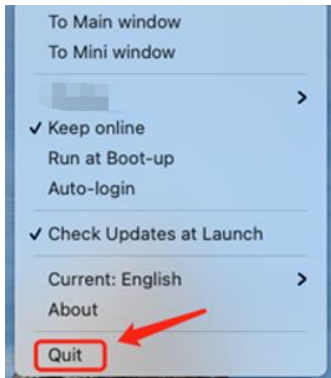 To Main window
To Mini window
Keep online
Run at Boot-up
Auto-login
Check Updates at Launch
Current: English
About
Quit